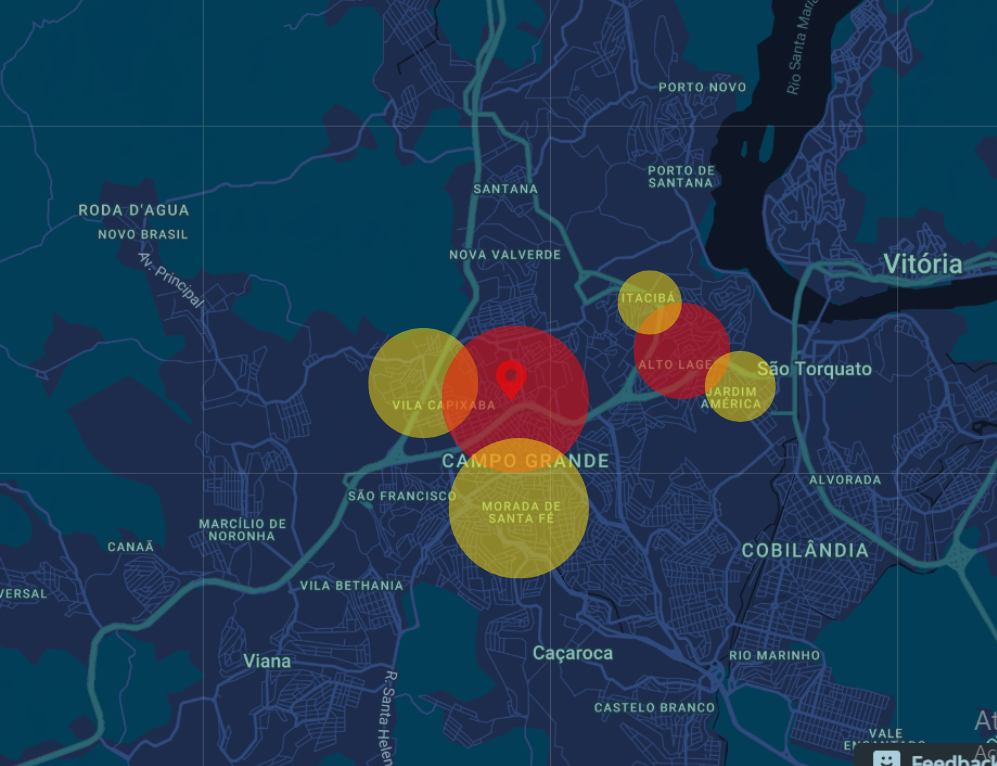 Rio Santa Maria
PORTO NOVO
PORTO DE
SANTANA
SANTANA
RODA D'AGUA
NOVO BRASIL
Av. Principal
NOVA VALVERDE
Vitória
ITACIBÁ
ALTO LAGE
São Torquato
JARDIM
AMÉRICA
VILA CAPIXABA
CAMPO GRANDE
ALVORADA
SÃO FRANCISCO
MORADA DE
SANTA FÉ
MARCÍLIO DE
NORONHA
CANAÃ
COBILÂNDIA
VERSAL
VILA BETHANIA
Viana
Caçaroca
RIO MARINHO
R. Santa Helen
CASTELO BRANCO
VALE
At
Feedback